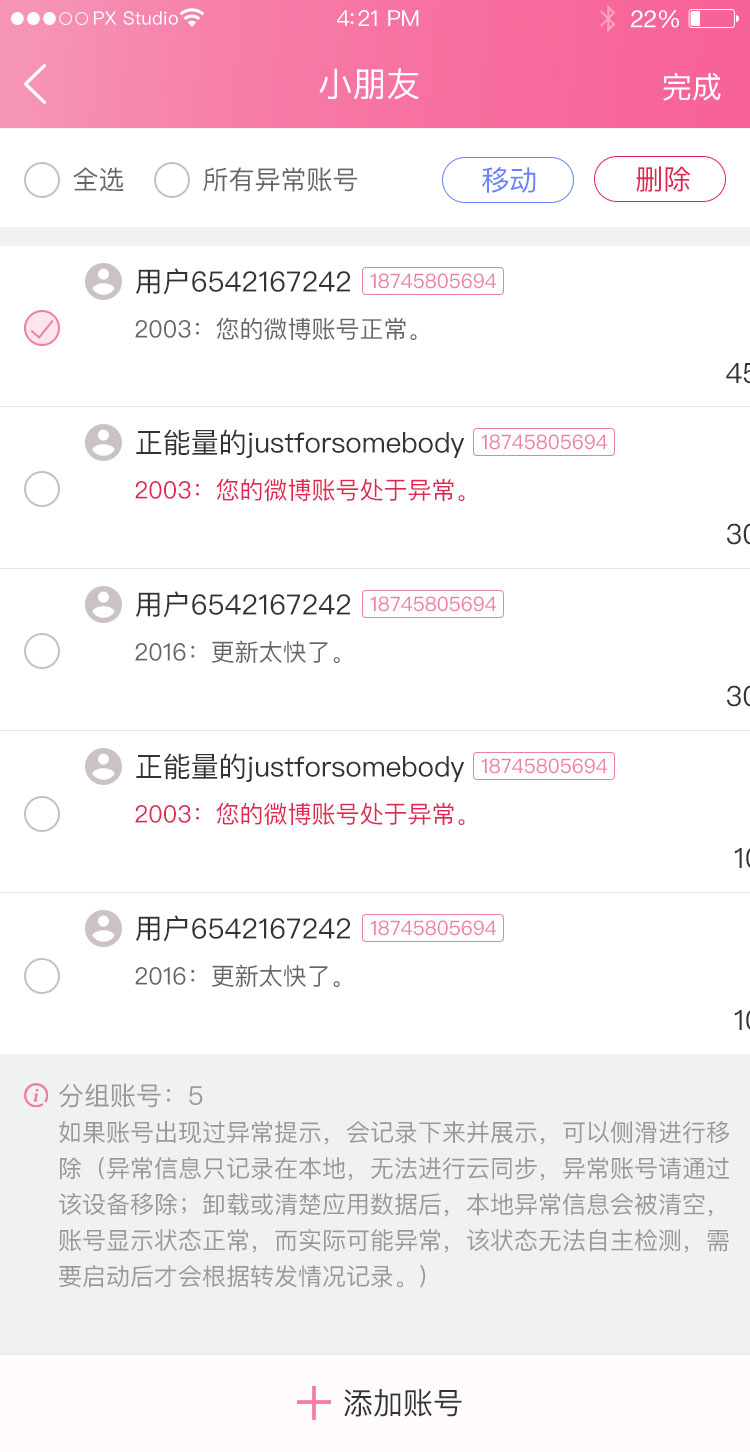 PX Studio 4:21 PM 22%
小朋友 完成
全选 所有异常账号 移动 删除
用户6542167242 18745805694
2003：您的微博账号正常。
45
正能量的justforsomebody 18745805694
2003：您的微博账号处于异常。
30
用户6542167242 18745805694
2016：更新太快了。
30
正能量的justforsomebody 18745805694
2003：您的微博账号处于异常。
10
用户6542167242 18745805694
2016：更新太快了。
10
分组账号：5
如果账号出现过异常提示，会记录下来并展示，可以侧滑进行移
除（异常信息只记录在本地，无法进行云同步，异常账号请通过
该设备移除；卸载或清楚应用数据后，本地异常信息会被清空，
账号显示状态正常，而实际可能异常，该状态无法自主检测，需
要启动后才会根据转发情况记录。）
添加账号